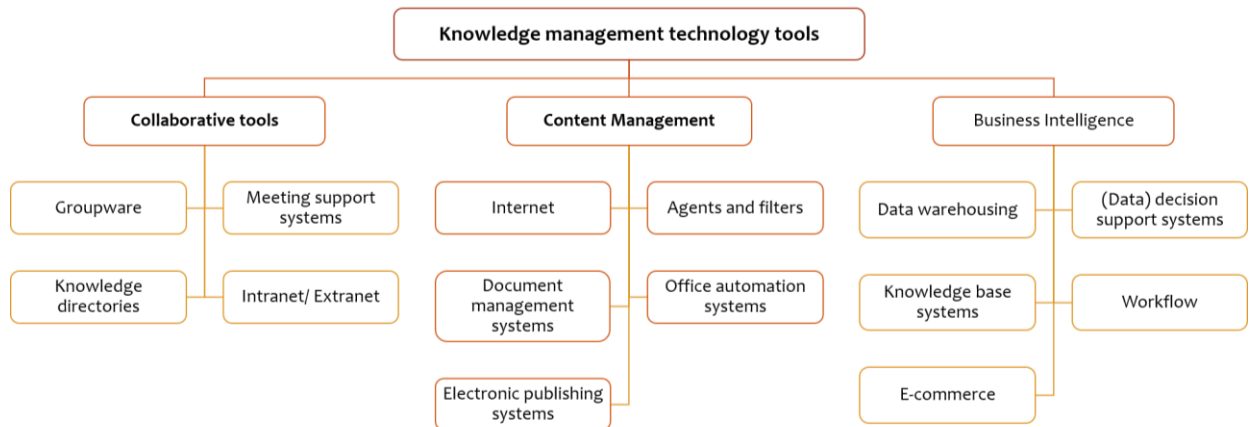 Knowledge management technology tools
Collaborative tools
Content Management
Business Intelligence
Groupware
Meeting support
systems
Internet
Agents and filters
Data warehousing
(Data) decision
support systems
Knowledge
directories
Intranet/ Extranet
Document
management
systems
Office automation
systems
Knowledge base
systems
Workflow
Electronic publishing
systems
E-commerce